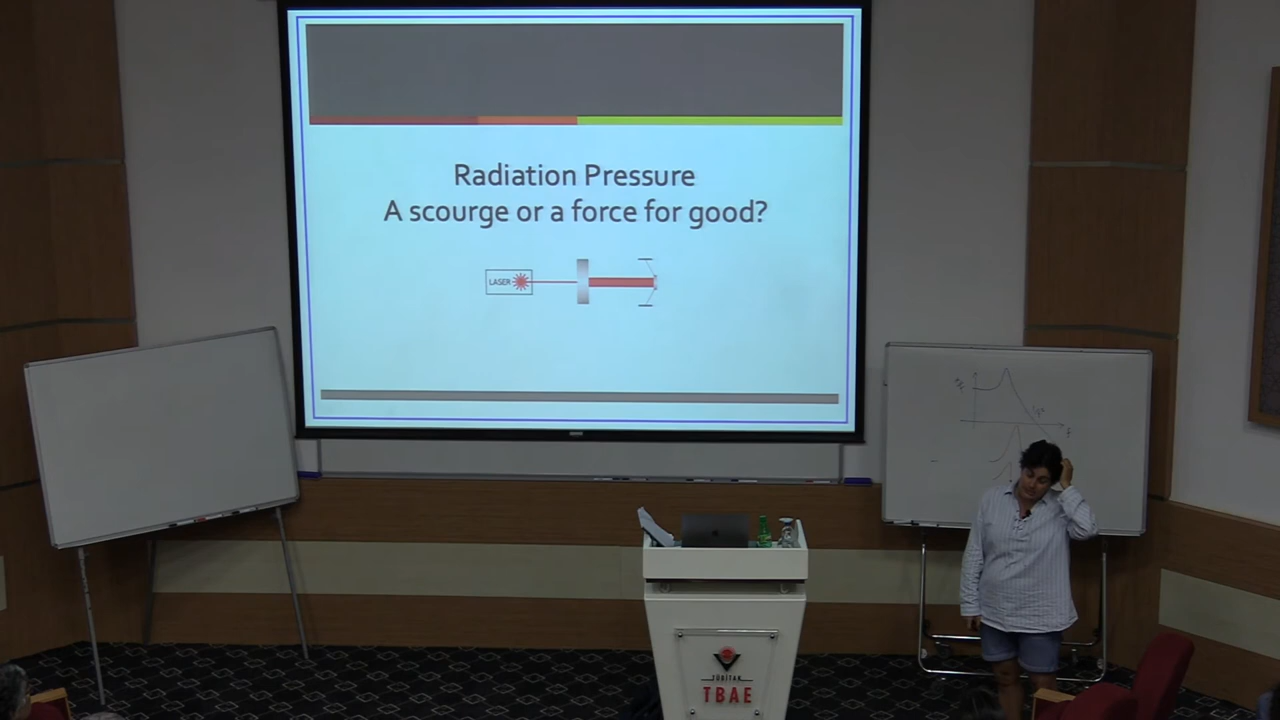 Radiation Pressure
A scourge or a force for good?
LASER
TÜBİTAK
TBAE